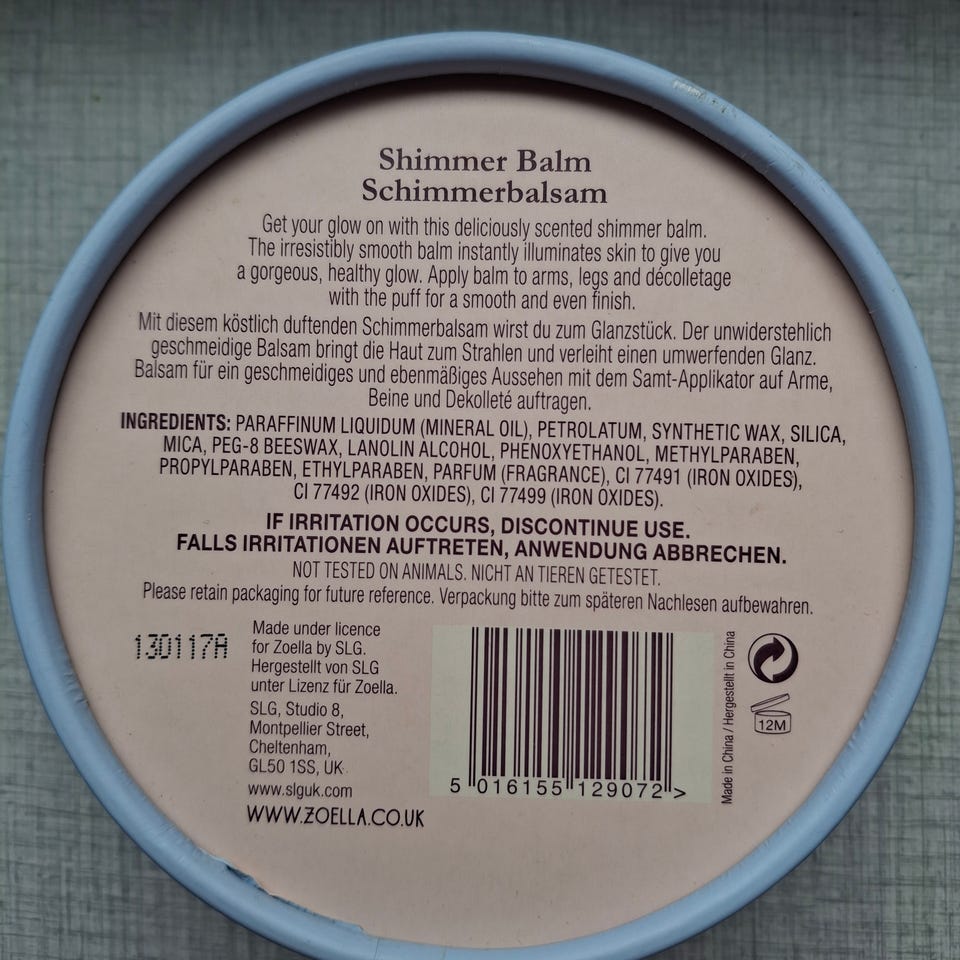 Shimmer Balm
Schimmerbalsam
Get your glow on with this deliciously scented shimmer balm.
The irresistibly smooth balm instantly illuminates skin to give you
a gorgeous, healthy glow. Apply balm to arms, legs and décolletage
with the puff for a smooth and even finish.
Mit diesem köstlich duftenden Schimmerbalsam wirst du zum Glanzstück. Der unwiderstehlich
geschmeidige Balsam bringt die Haut zum Strahlen und verleiht einen umwerfenden Glanz.
Balsam für ein geschmeidiges und ebenmäßiges Aussehen mit dem Samt-Applikator auf Arme,
Beine und Dekolleté auftragen.
INGREDIENTS: PARAFFINUM LIQUIDUM (MINERAL OIL), PETROLATUM, SYNTHETIC WAX, SILICA,
MICA, PEG-8 BEESWAX, LANOLIN ALCOHOL, PHENOXYETHANOL, METHYLPARABEN,
PROPYLPARABEN, ETHYLPARABEN, PARFUM (FRAGRANCE), CI 77491 (IRON OXIDES),
CI 77492 (IRON OXIDES), CI 77499 (IRON OXIDES).
IF IRRITATION OCCURS, DISCONTINUE USE.
FALLS IRRITATIONEN AUFTRETEN, ANWENDUNG ABBRECHEN.
NOT TESTED ON ANIMALS. NICHT AN TIEREN GETESTET.
Please retain packaging for future reference. Verpackung bitte zum späteren Nachlesen aufbewahren.
130117A
Made under licence
for Zoella by SLG.
Hergestellt von SLG
unter Lizenz für Zoella.
SLG, Studio 8,
Montpellier Street,
Cheltenham,
GL50 1SS, UK
www.slguk.com
WWW.ZOELLA.CO.UK
5 016155 129072 >
Made in China / Hergestellt in China
12M